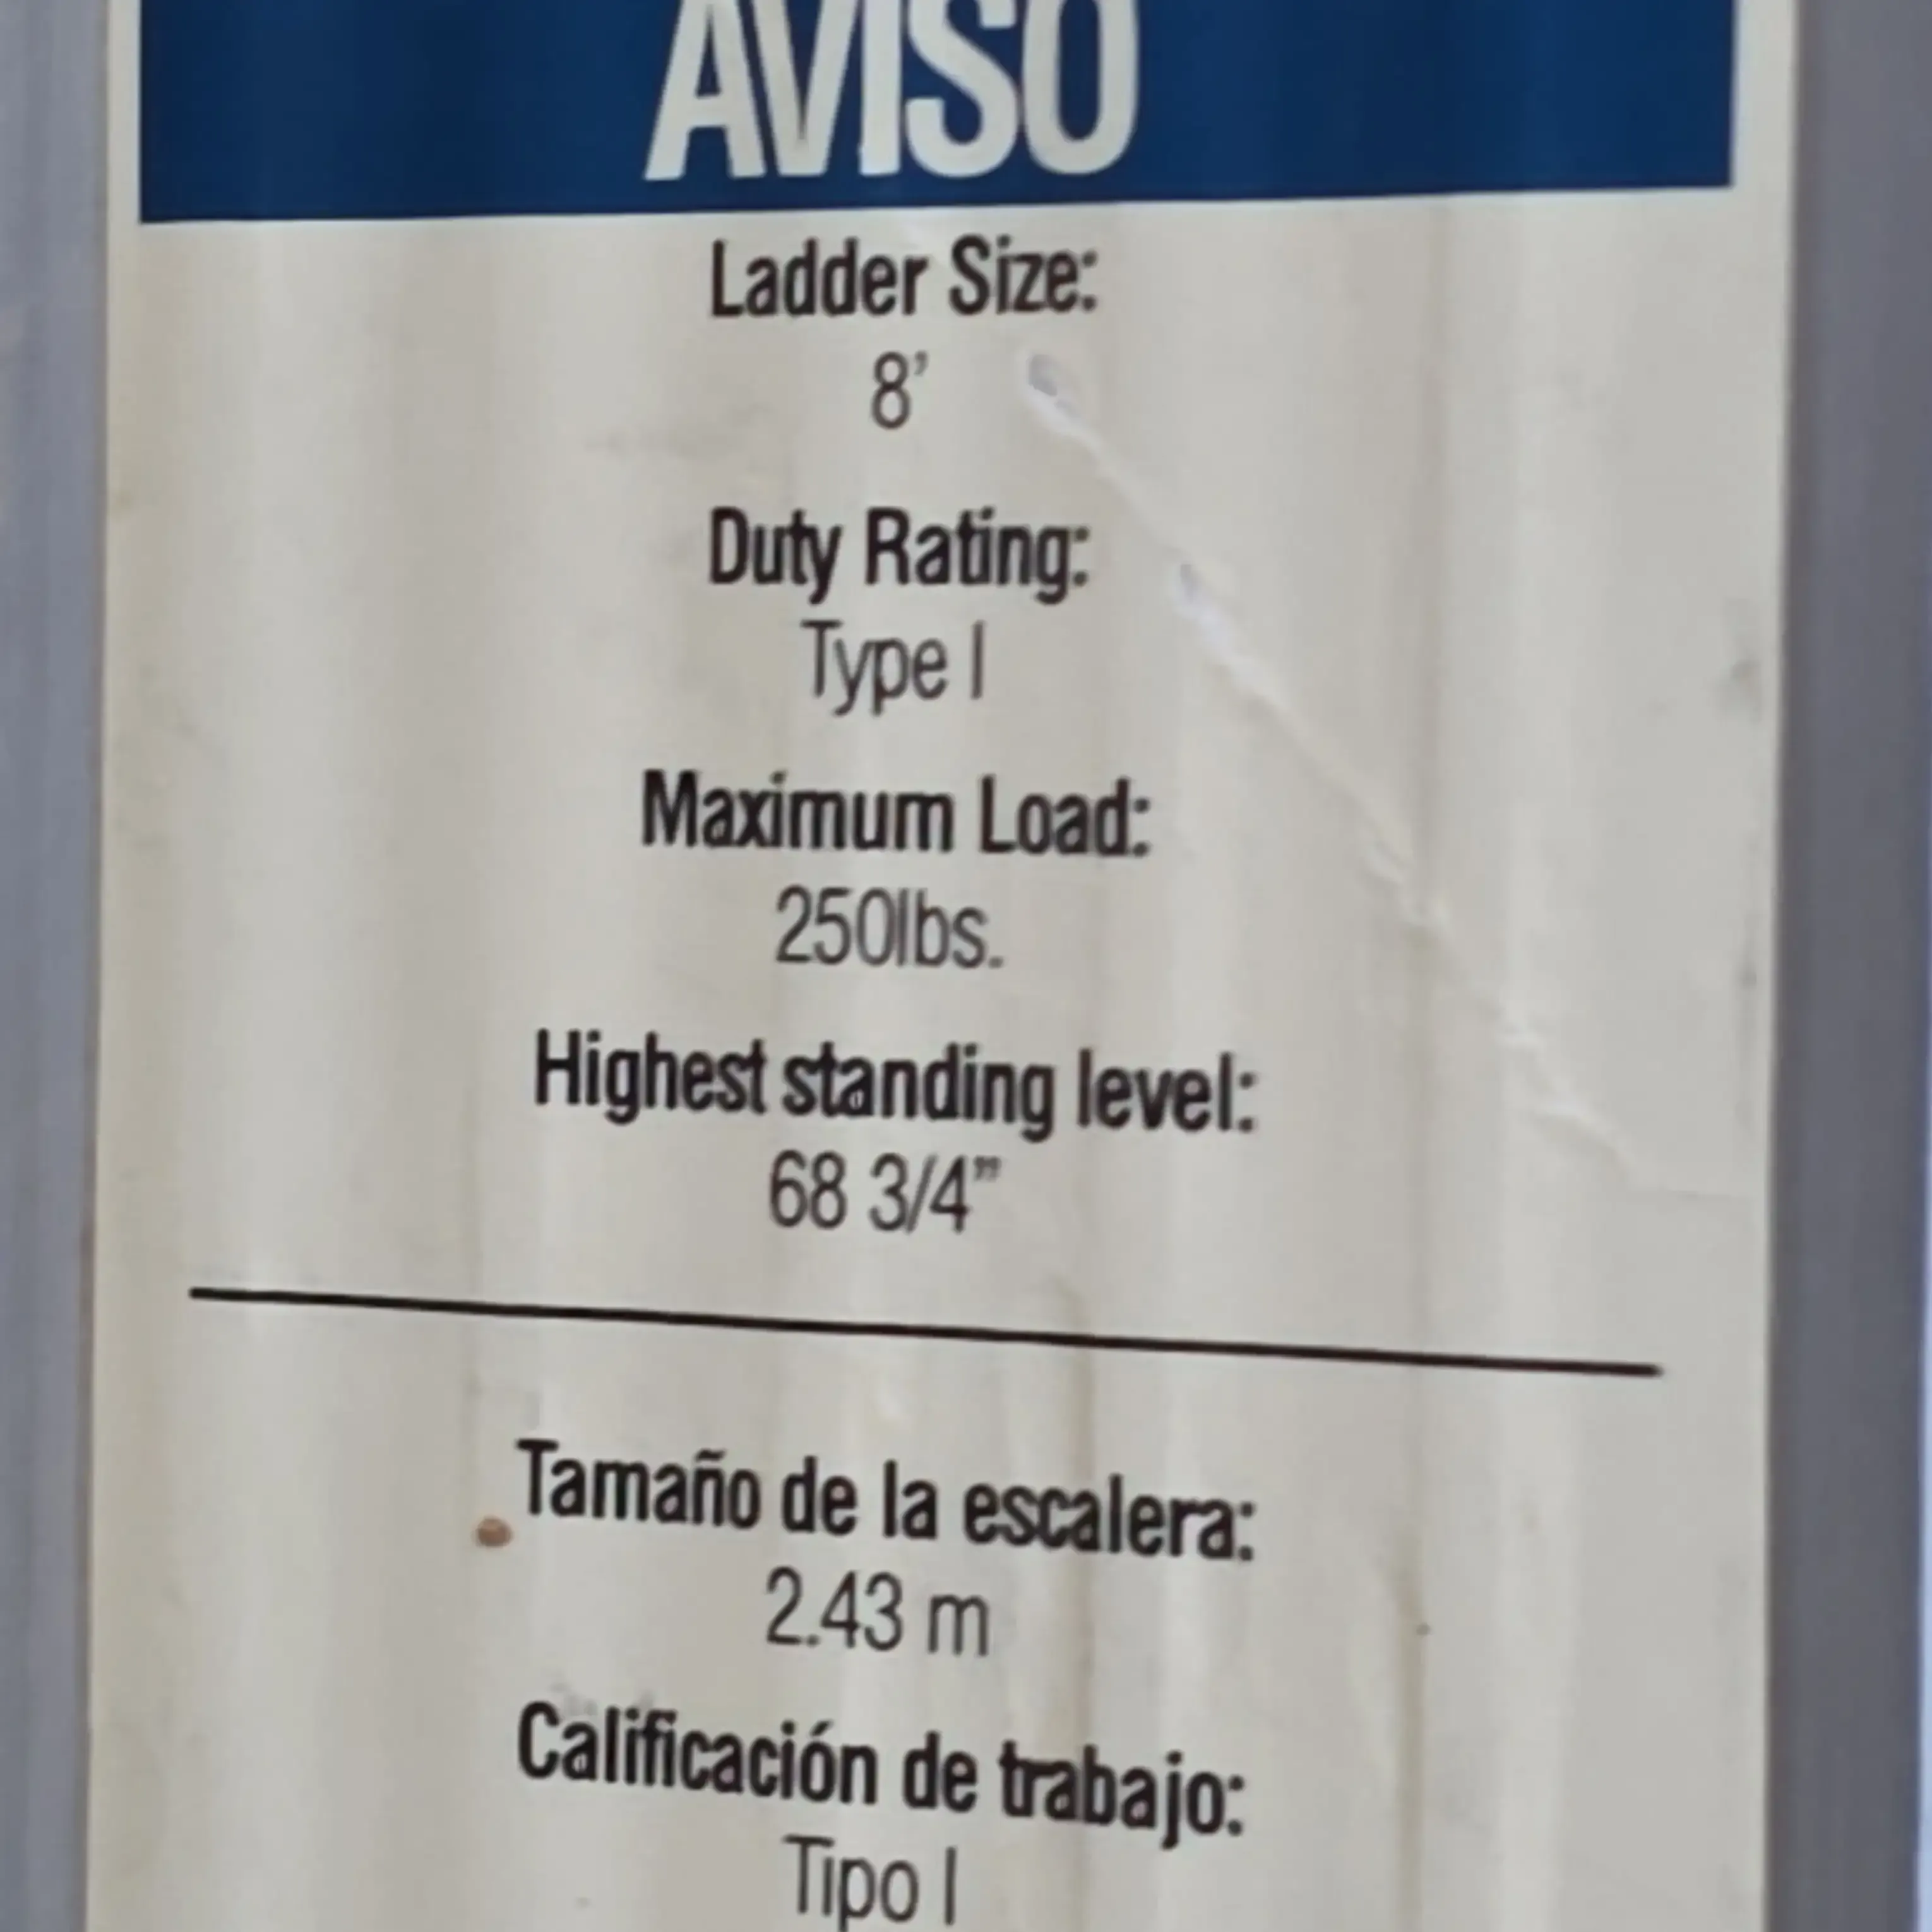 AVISO
Ladder Size:
8’
Duty Rating:
Type I
Maximum Load:
250lbs.
Highest standing level:
68 3/4”
Tamaño de la escalera:
2.43 m
Calificación de trabajo:
Tipo I